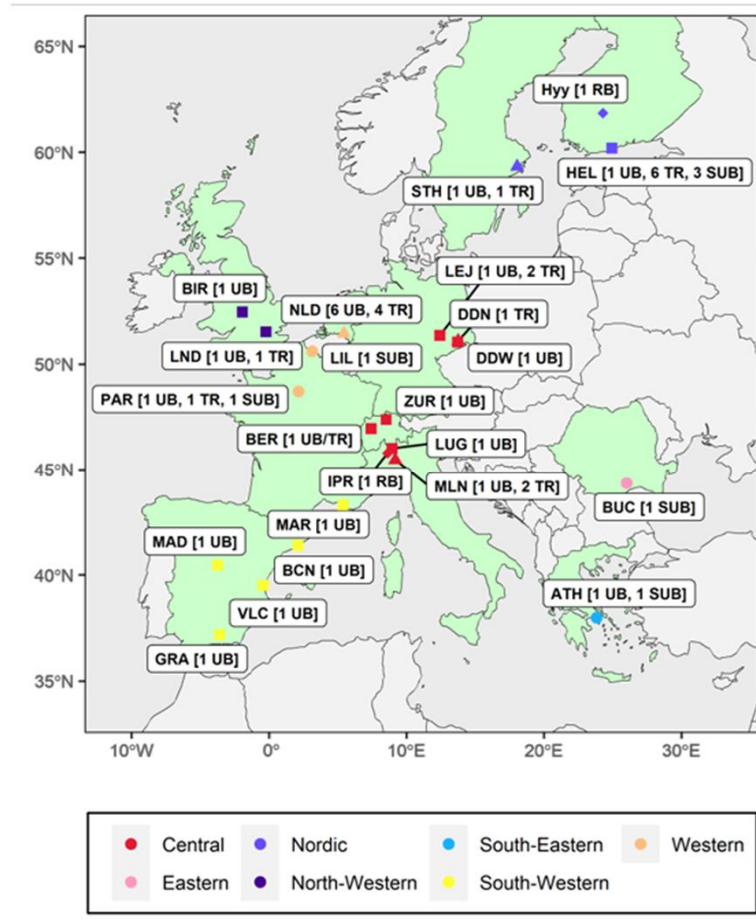 65°N
Hyy [1 RB]
60°N
HEL [1 UB, 6 TR, 3 SUB]
STH [1 UB, 1 TR]
55°N
LEJ [1 UB, 2 TR]
BIR [1 UB]
NLD [6 UB, 4 TR]
DDN [1 TR]
50°N
LND [1 UB, 1 TR]
LIL [1 SUB]
DDW [1 UB]
PAR [1 UB, 1 TR, 1 SUB]
ZUR [1 UB]
BER [1 UB/TR]
LUG [1 UB]
45°N
IPR [1 RB]
MLN [1 UB, 2 TR]
BUC [1 SUB]
MAR [1 UB]
MAD [1 UB]
40°N
BCN [1 UB]
ATH [1 UB, 1 SUB]
VLC [1 UB]
GRA [1 UB]
35°N
10°W 0° 10°E 20°E 30°E
Central Nordic South-Eastern Western
Eastern North-Western South-Western